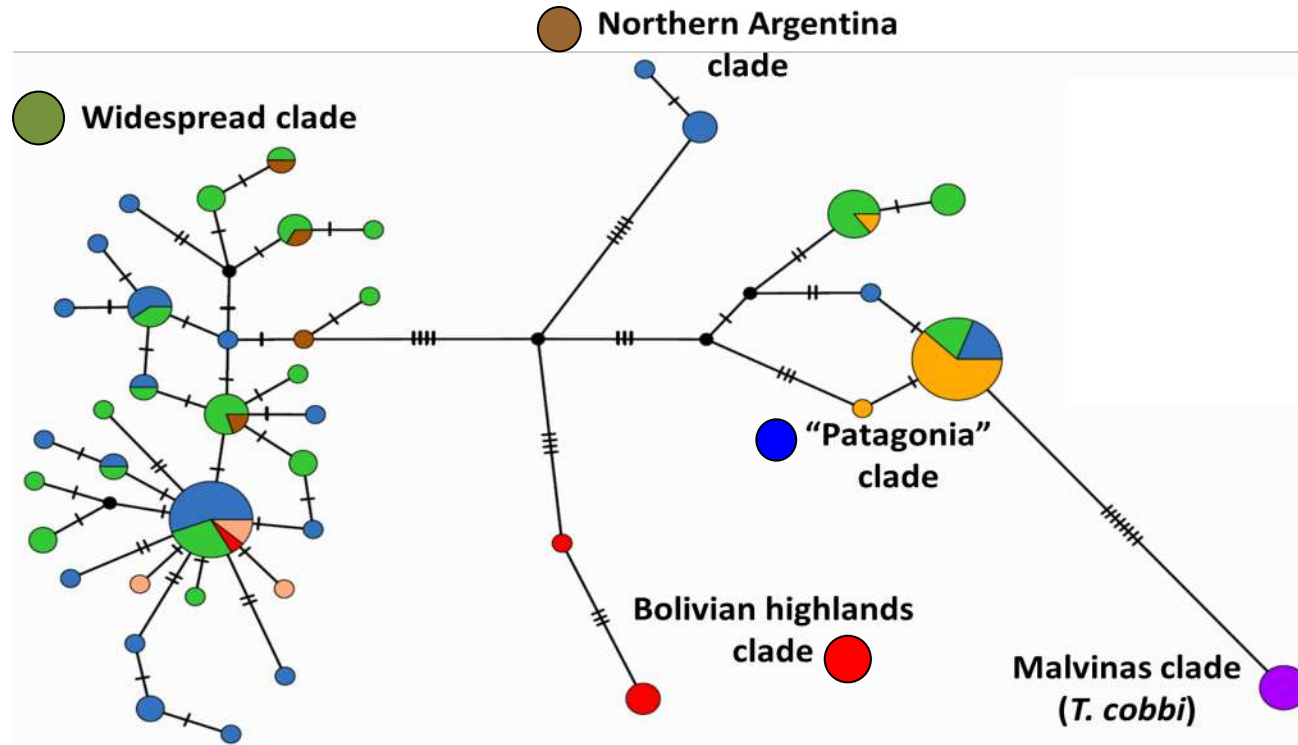 Northern Argentina
clade
Widespread clade
“Patagonia”
clade
Bolivian highlands
clade
Malvinas clade
(T. cobbi)